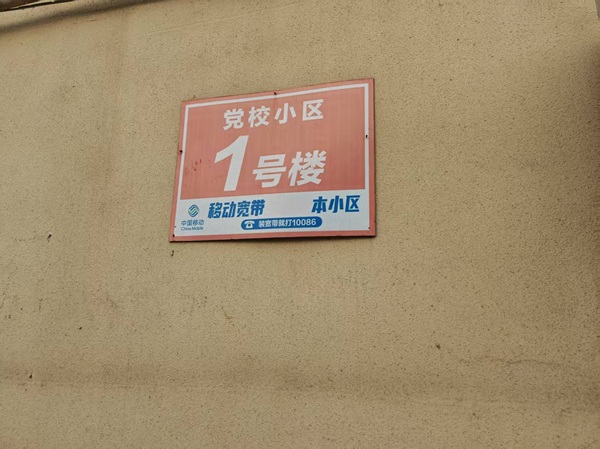 党校小区
1号楼
中国移动
China Mobile
移动宽带 本小区
装宽带就打10086